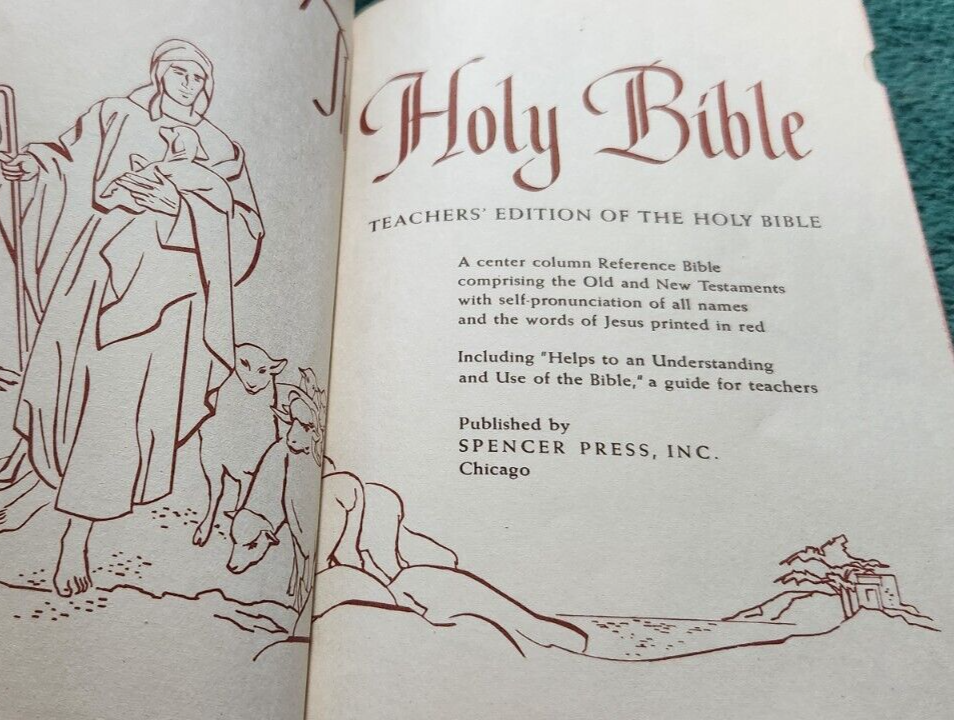 Holy Bible
TEACHERS' EDITION OF THE HOLY BIBLE
A center column Reference Bible
comprising the Old and New Testaments
with self-pronunciation of all names
and the words of Jesus printed in red
Including "Helps to an Understanding
and Use of the Bible," a guide for teachers
Published by
SPENCER PRESS, INC.
Chicago